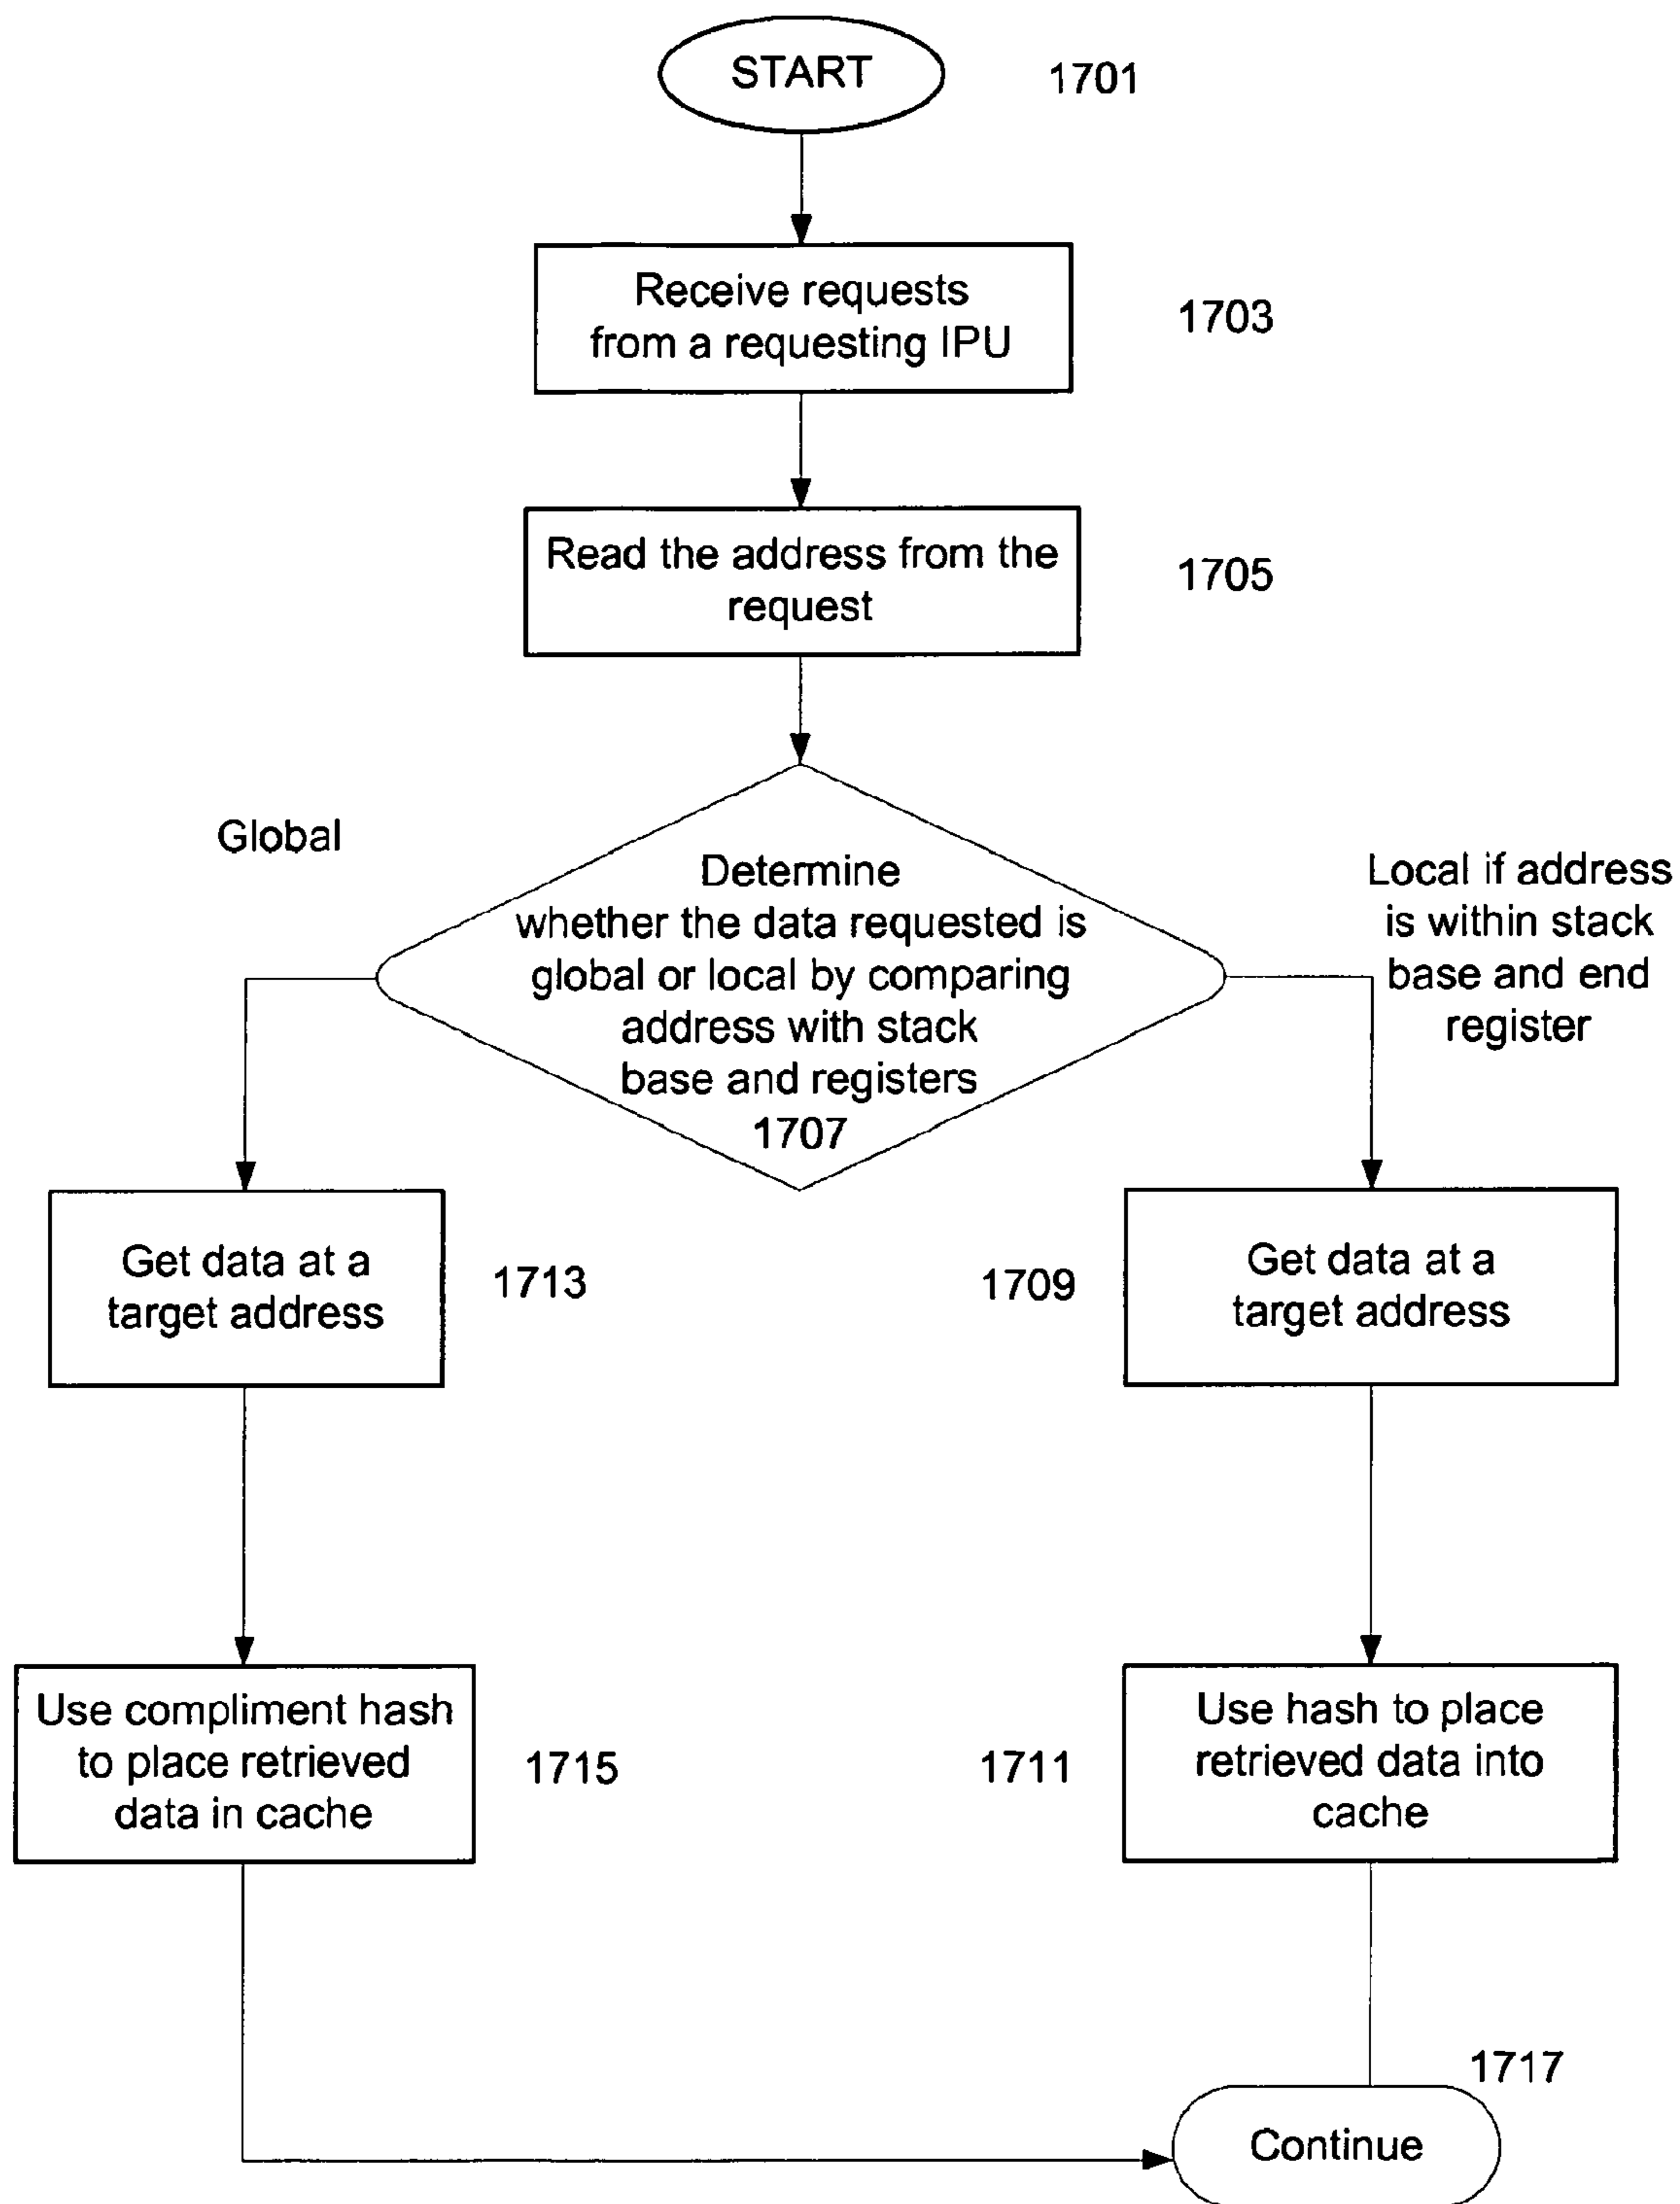 START
1701
Receive requests
from a requesting IPU
1703
Read the address from the
request
1705
Global
Determine
whether the data requested is
global or local by comparing
address with stack
base and registers
1707
Local if address
is within stack
base and end
register
Get data at a
target address
1713
1709
Get data at a
target address
Use compliment hash
to place retrieved
data in cache
1715
1711
Use hash to place
retrieved data into
cache
1717
Continue